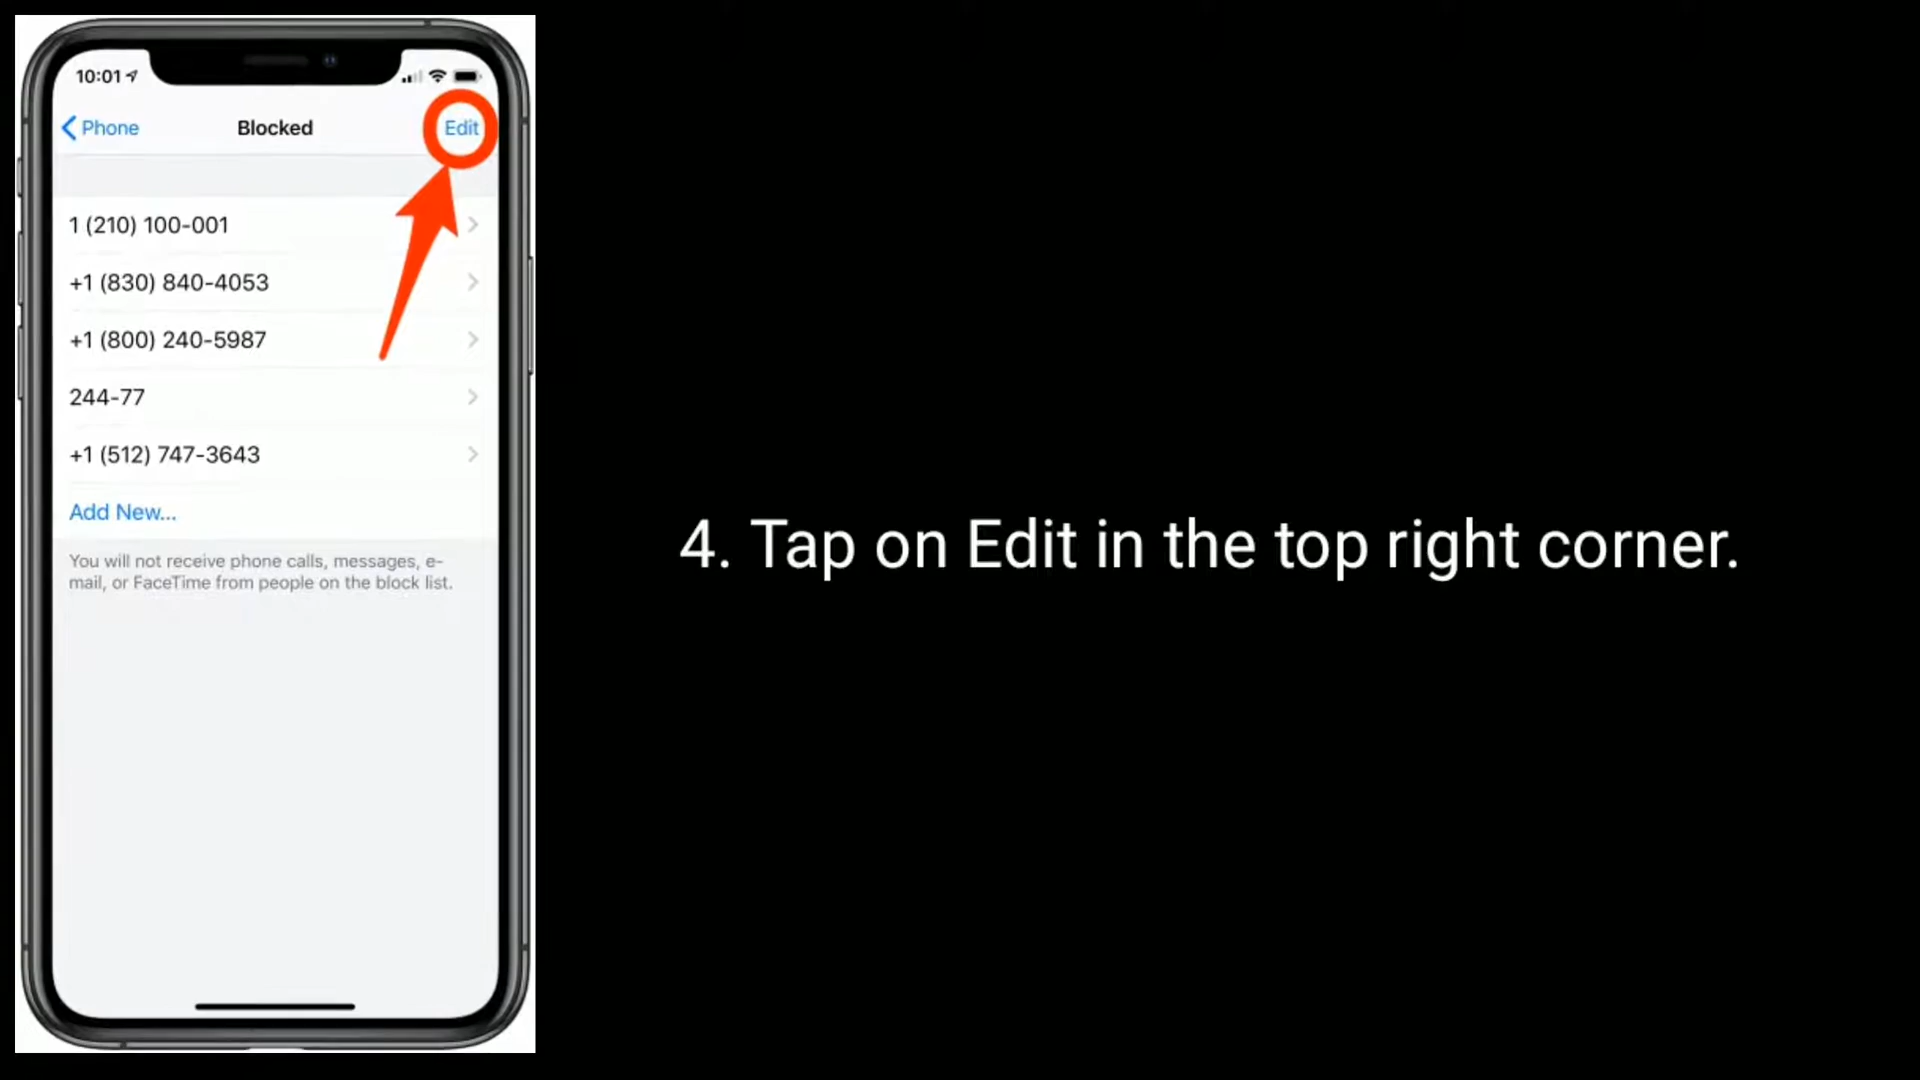 10:01
Phone
Blocked
Edit
1 (210) 100-001
+1 (830) 840-4053
+1 (800) 240-5987
244-77
+1 (512) 747-3643
Add New...
You will not receive phone calls, messages, e-
mail, or FaceTime from people on the block list.
4. Tap on Edit in the top right corner.